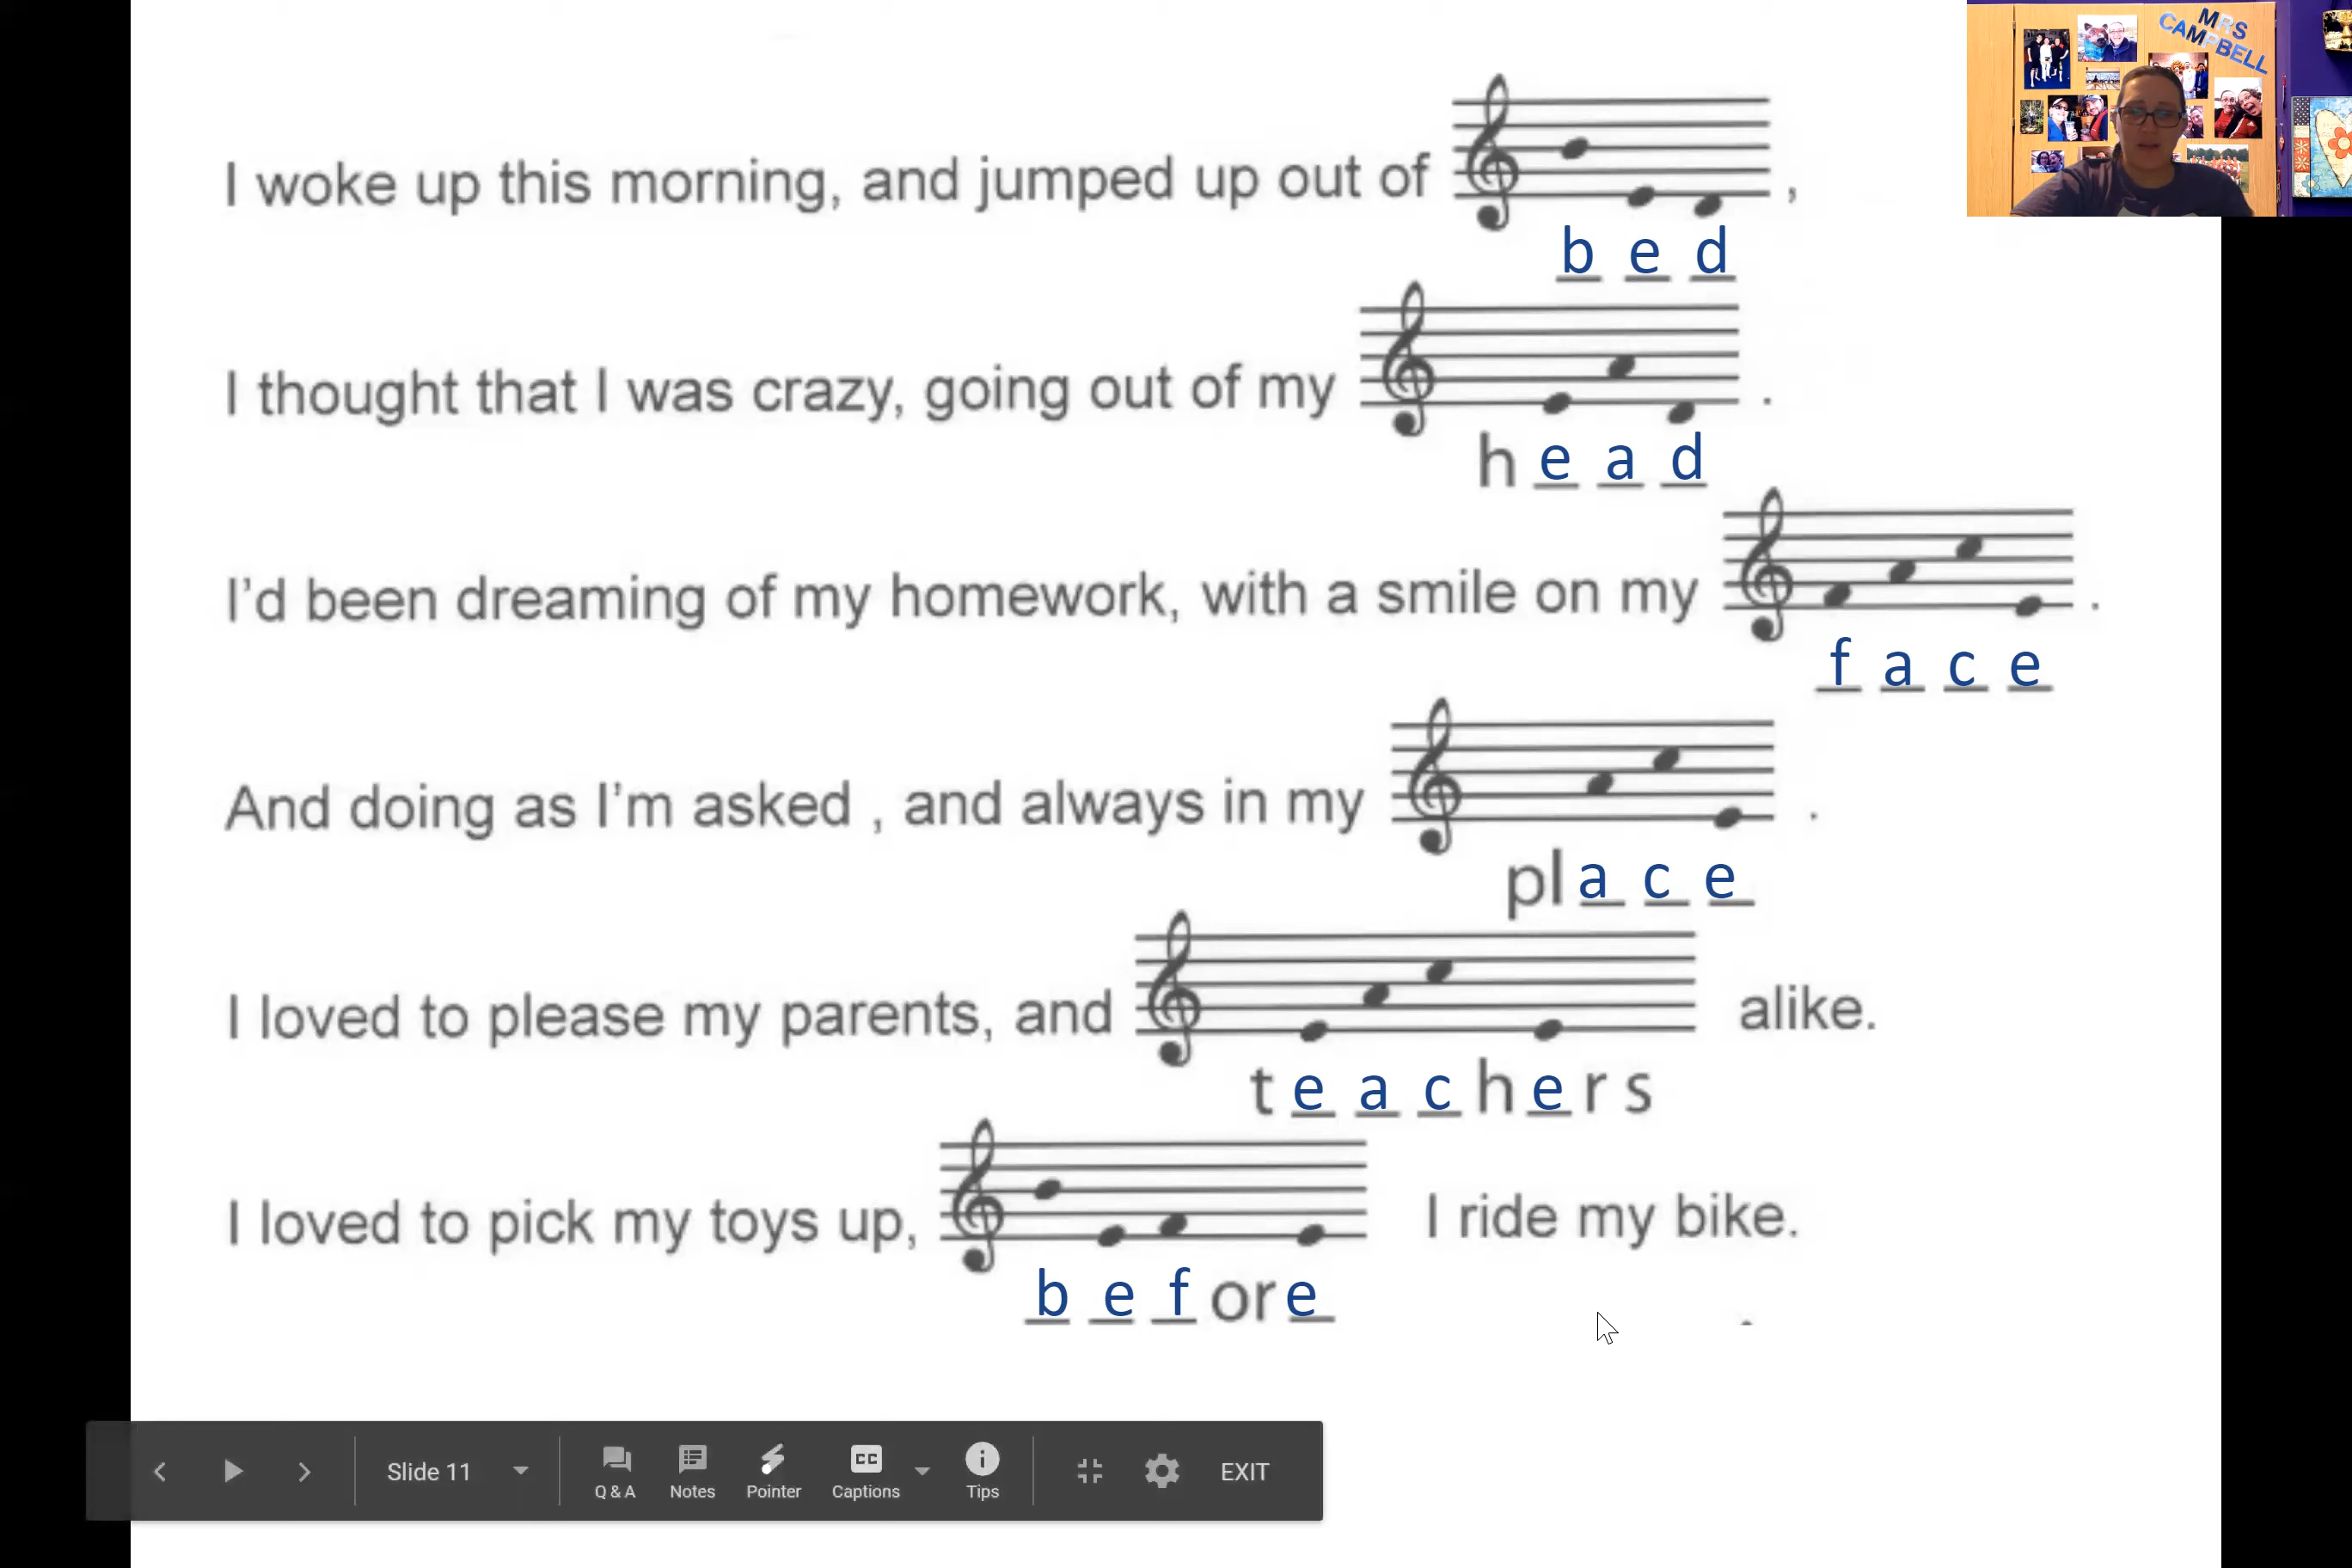 MRS
CAMPBELL
I woke up this morning, and jumped up out of ,
b e d
I thought that I was crazy, going out of my .
h e a d
I'd been dreaming of my homework, with a smile on my .
f a c e
And doing as I'm asked , and always in my .
pl a c e
I loved to please my parents, and alike.
t e a c h e r s
I loved to pick my toys up, I ride my bike.
b e f or e
Slide 11 Q & A Notes Pointer CC Captions Tips EXIT